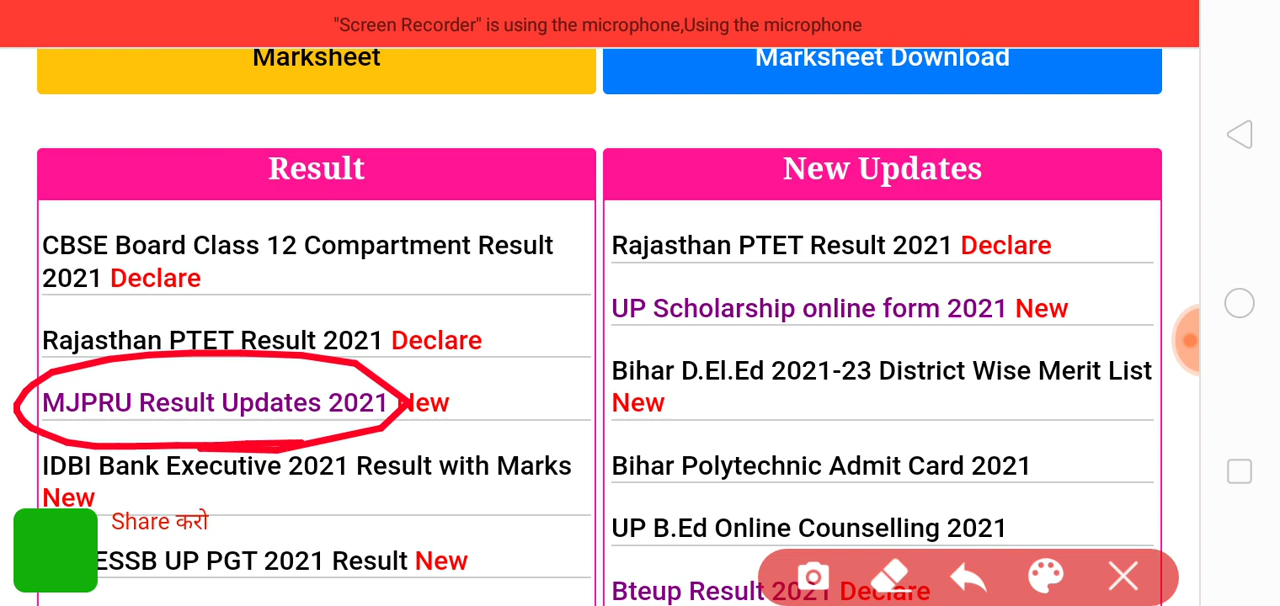 "Screen Recorder" is using the microphone,Using the microphone
Marksheet
Marksheet Download
Result
CBSE Board Class 12 Compartment Result
2021 Declare
Rajasthan PTET Result 2021 Declare
MJPRU Result Updates 2021 New
IDBI Bank Executive 2021 Result with Marks
New
Share करो
ESSB UP PGT 2021 Result New
New Updates
Rajasthan PTET Result 2021 Declare
UP Scholarship online form 2021 New
Bihar D.El.Ed 2021-23 District Wise Merit List
New
Bihar Polytechnic Admit Card 2021
UP B.Ed Online Counselling 2021
Bteup Result 2021 Declare